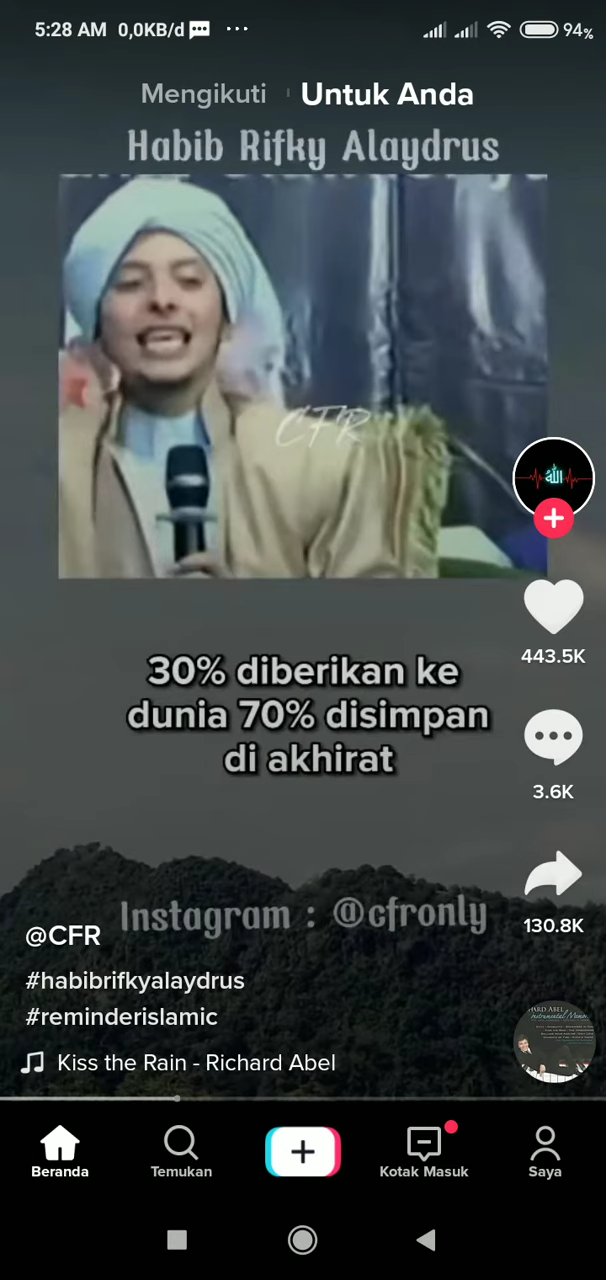 5:28 AM 0,0KB/d
94%
Mengikuti
Untuk Anda
Habib Rifky Alaydrus
CFR
الله
443.5K
30% diberikan ke
dunia 70% disimpan
di akhirat
3.6K
130.8K
Instagram : @cfronly
@CFR
#habibrifkyalaydrus
#reminderislamic
Kiss the Rain - Richard Abel
Beranda
Temukan
Kotak Masuk
Saya